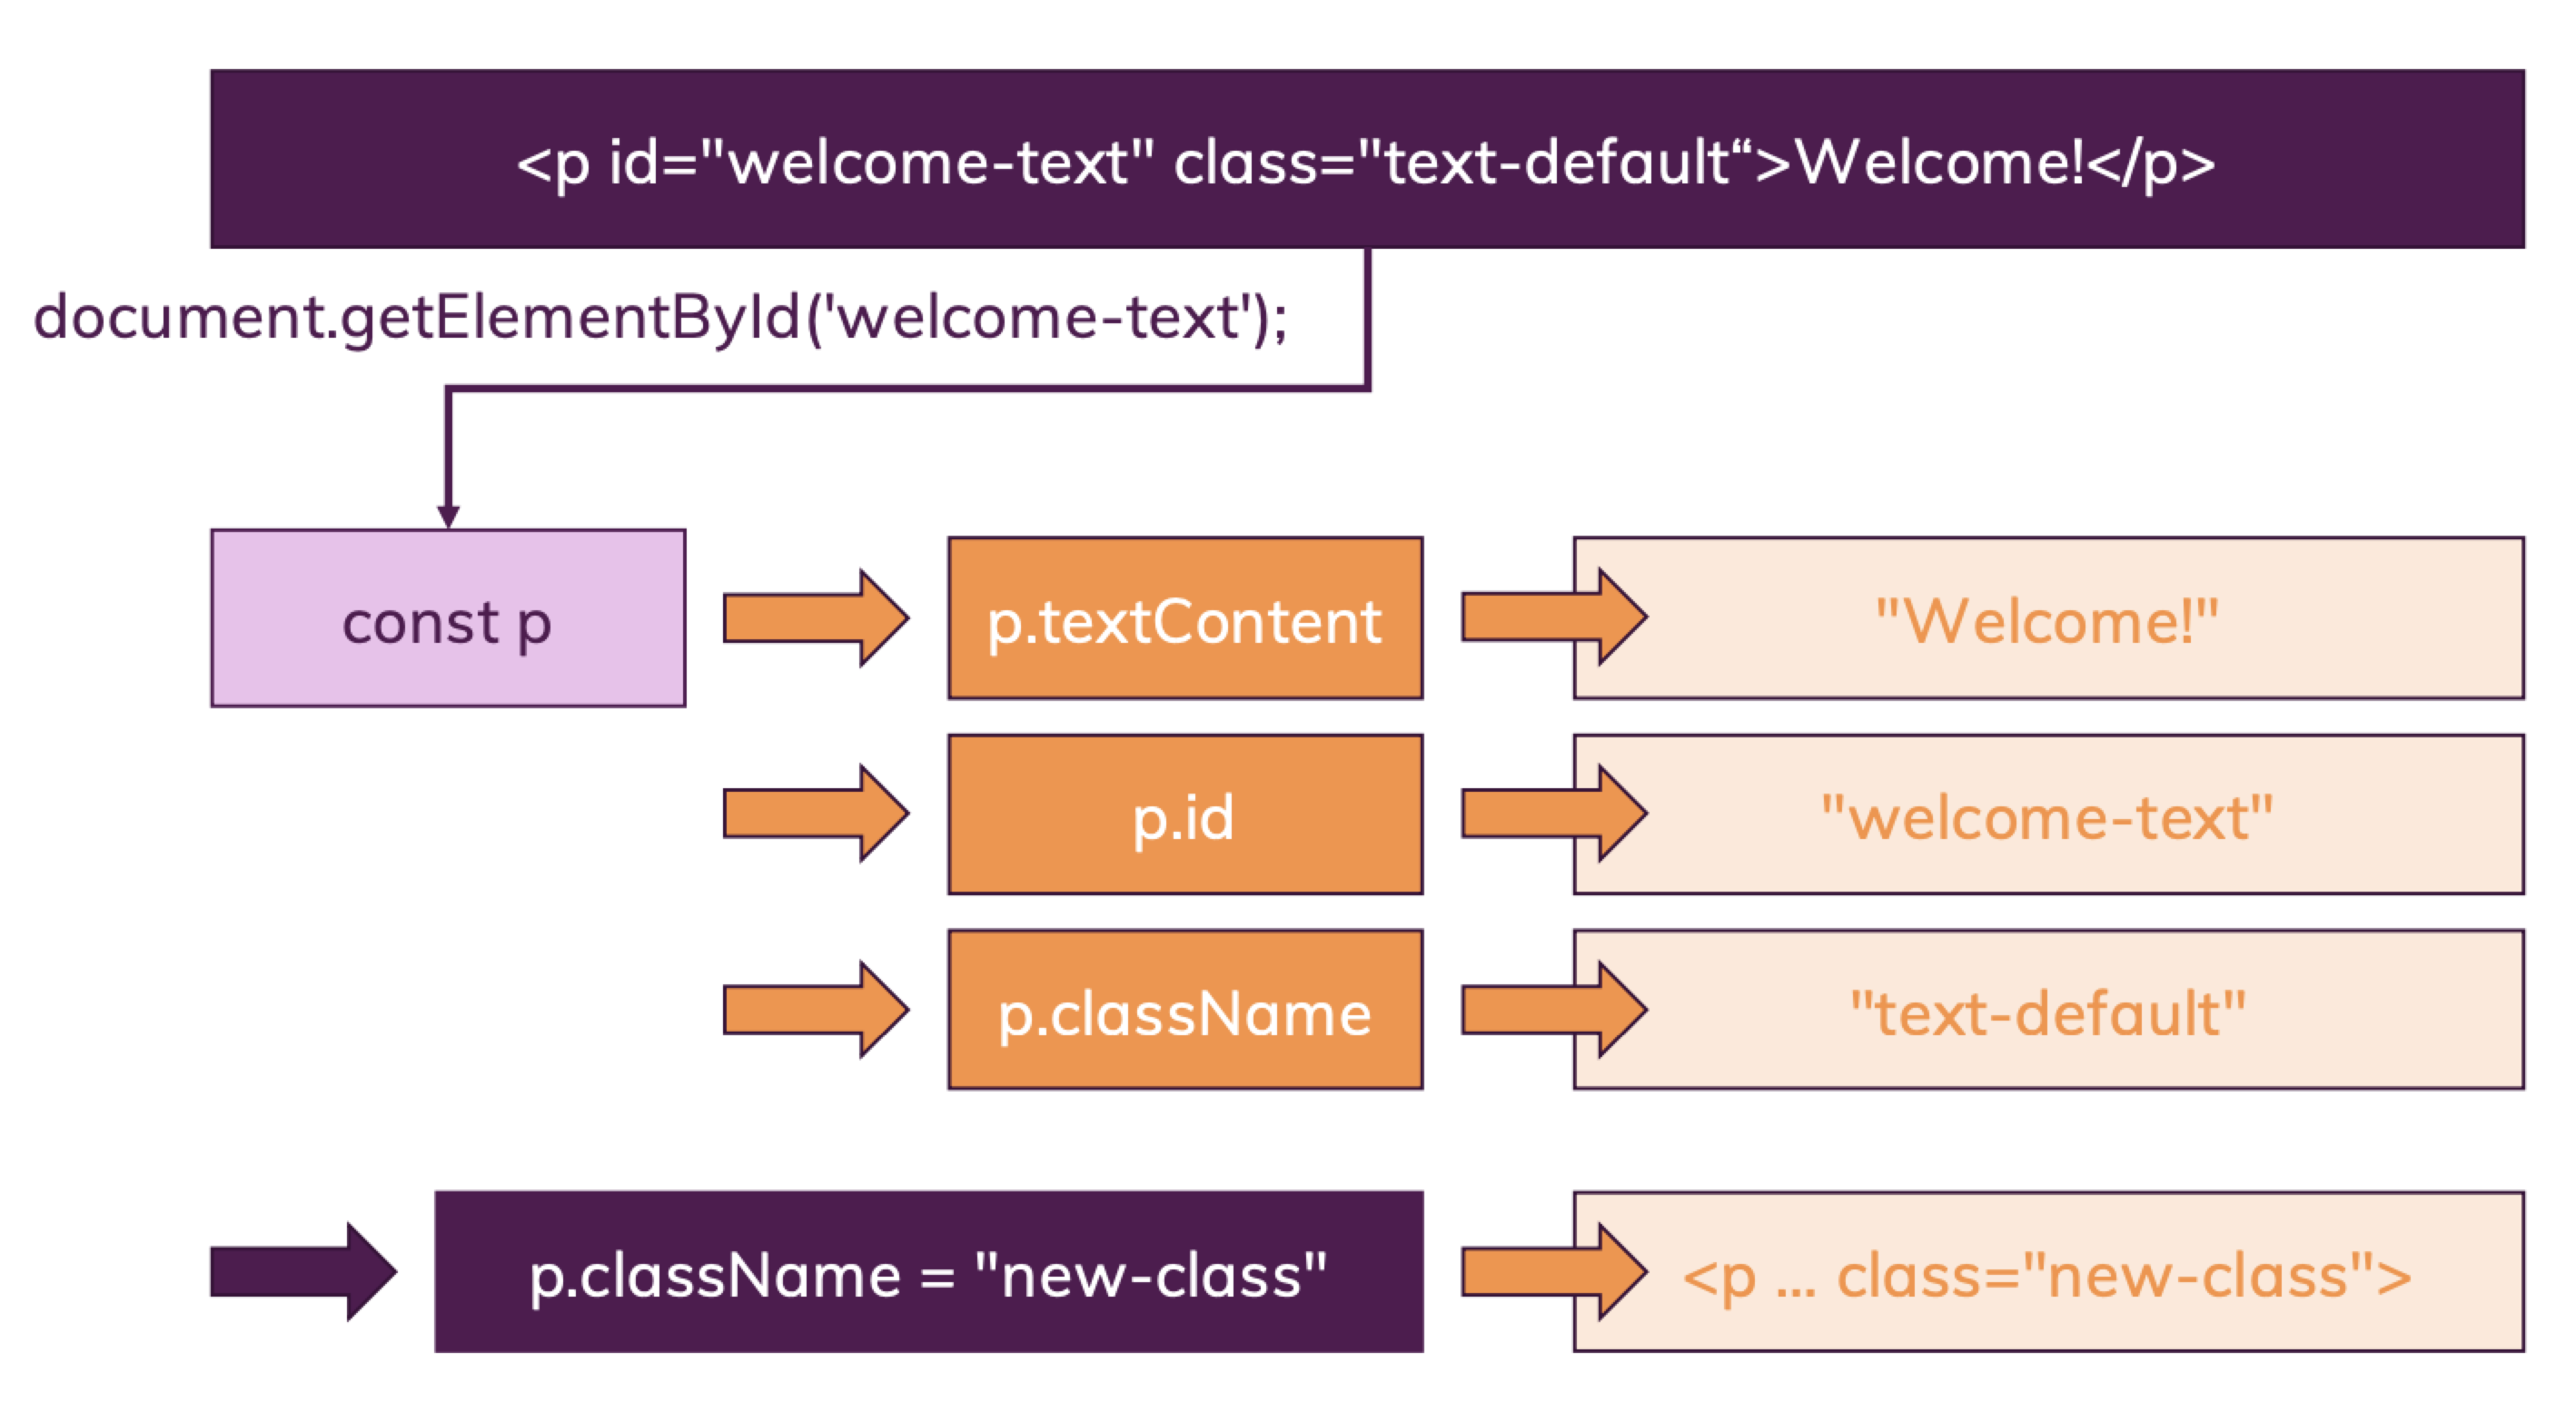 <p id="welcome-text" class="text-default“>Welcome!</p>
document.getElementById('welcome-text');
const p
p.textContent
"Welcome!"
p.id
"welcome-text"
p.className
"text-default"
p.className = "new-class"
<p ... class="new-class">